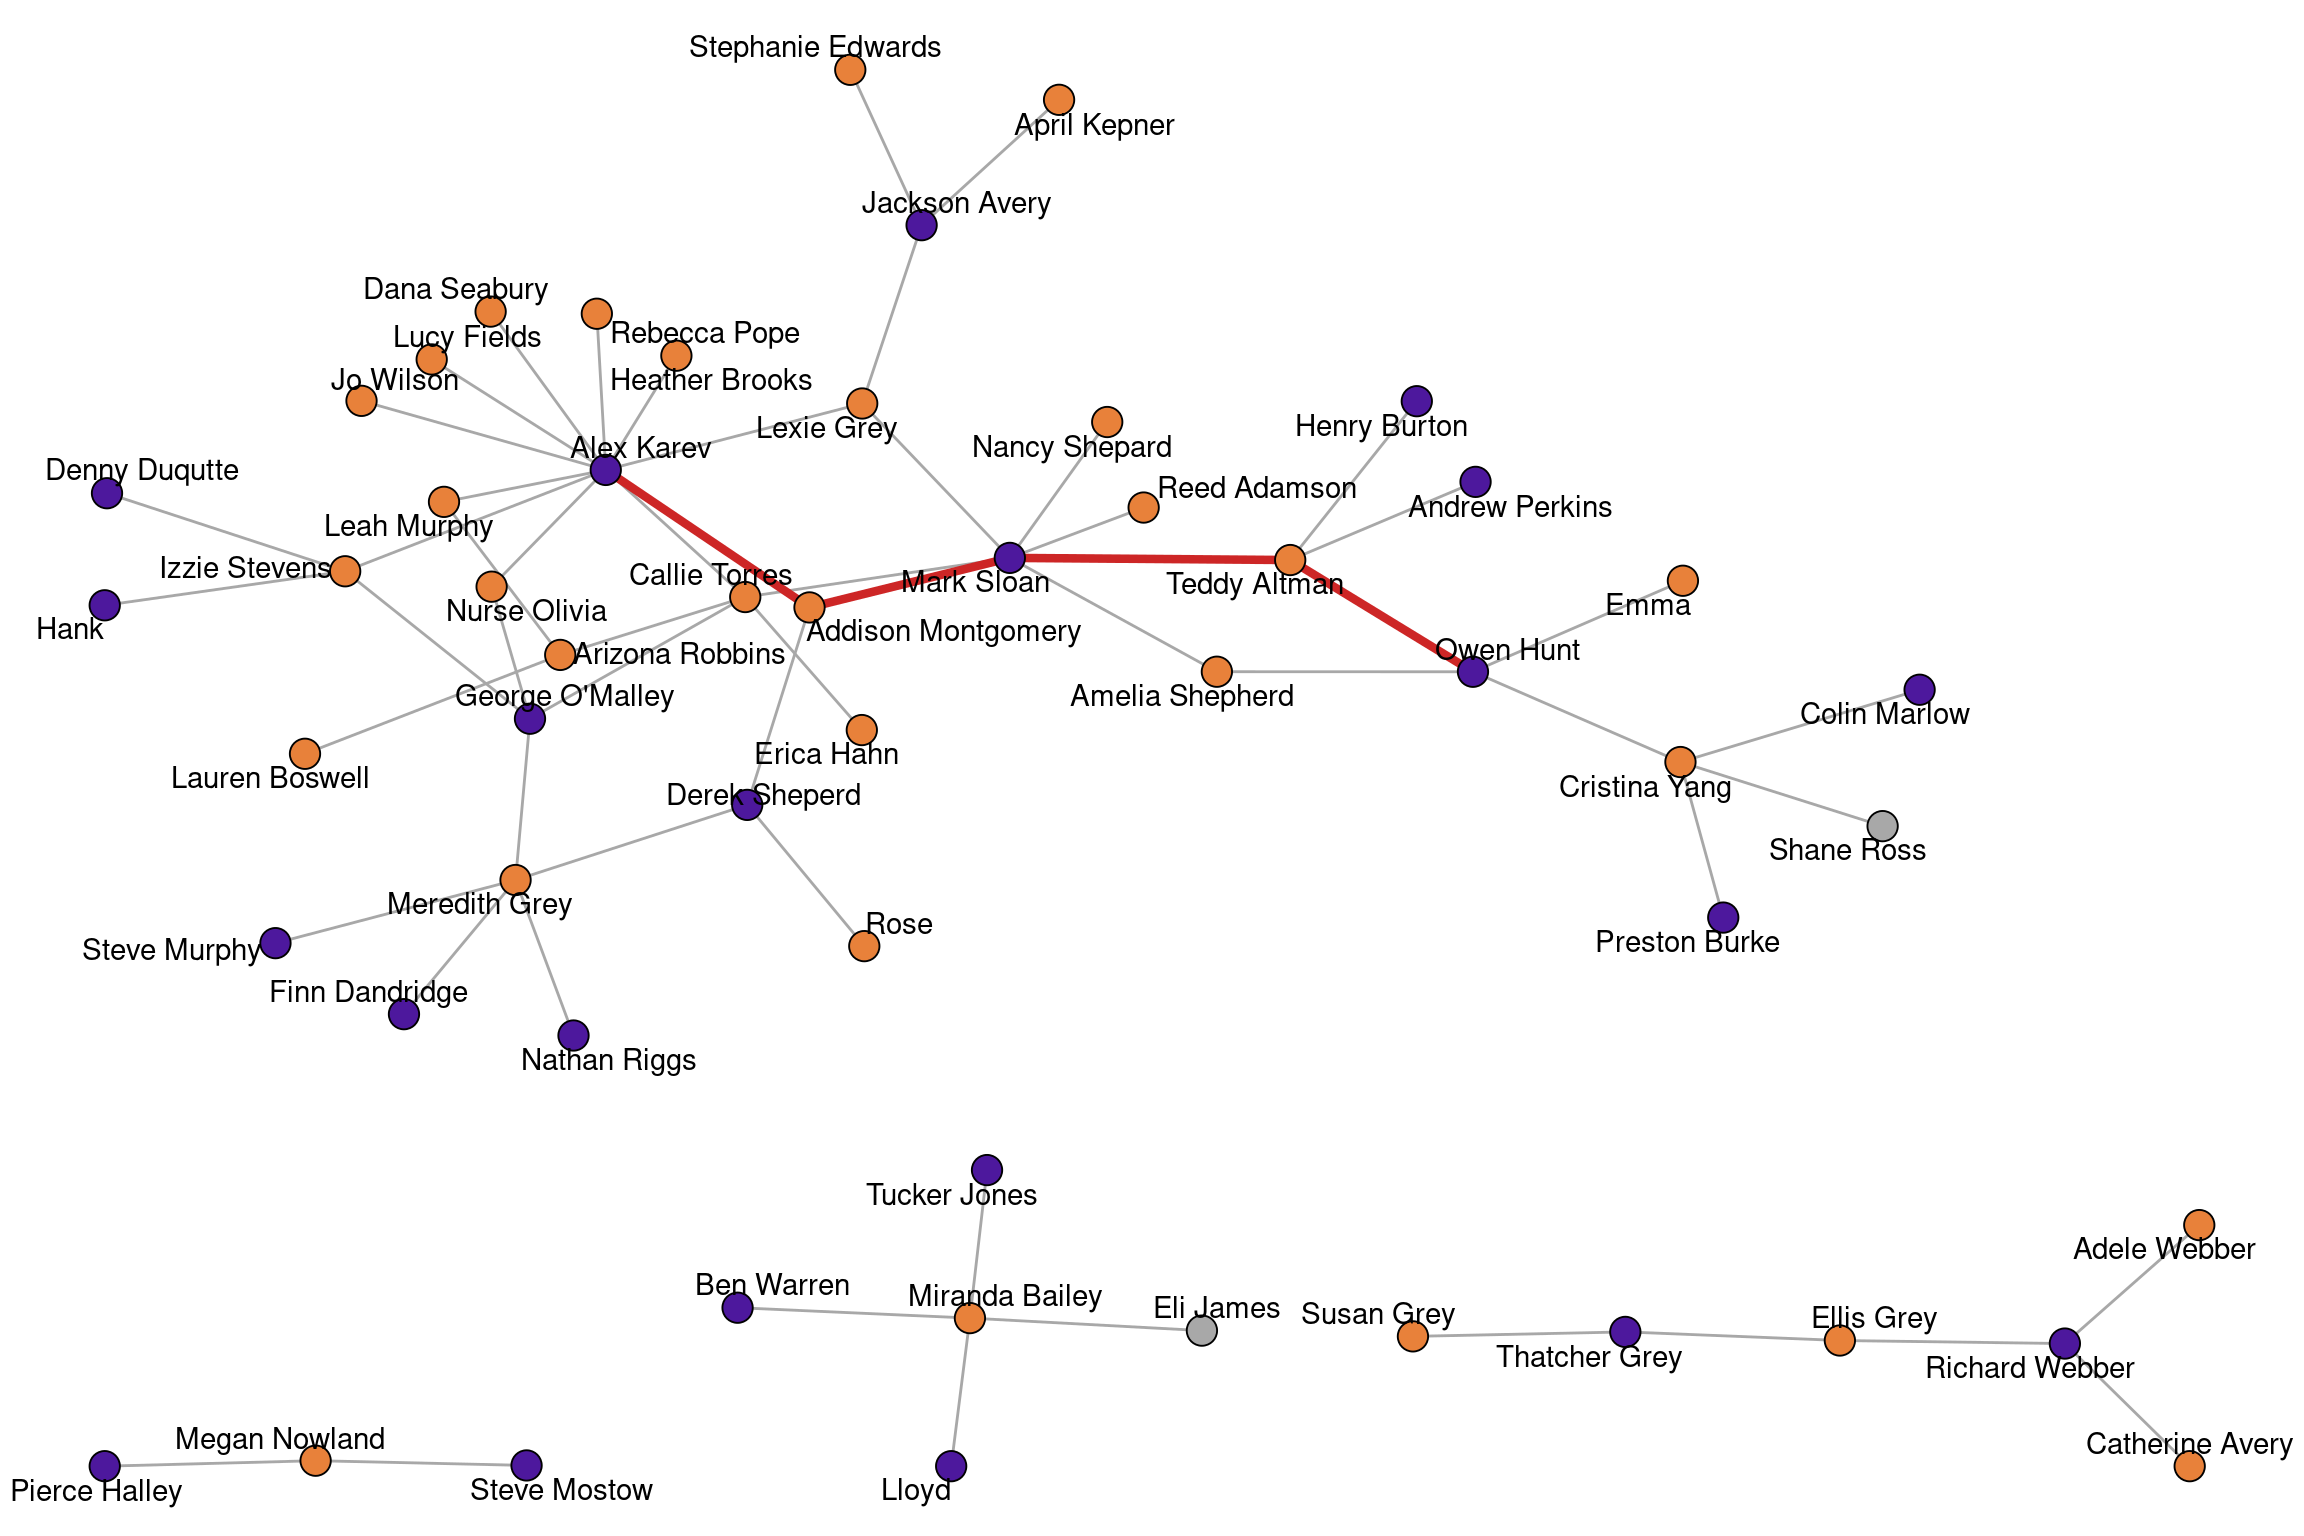 Stephanie Edwards
April Kepner
Jackson Avery
Dana Seabury
Rebecca Pope
Lucy Fields
Jo Wilson
Heather Brooks
Lexie Grey
Henry Burton
Nancy Shepard
Alex Karev
Denny Duqutte
Reed Adamson
Andrew Perkins
Leah Murphy
Izzie Stevens
Callie Torres
Mark Sloan
Teddy Altman
Emma
Nurse Olivia
Hank
Addison Montgomery
Arizona Robbins
Owen Hunt
George O'Malley
Amelia Shepherd
Colin Marlow
Erica Hahn
Lauren Boswell
Cristina Yang
Derek Sheperd
Shane Ross
Meredith Grey
Rose
Preston Burke
Steve Murphy
Finn Dandridge
Nathan Riggs
Tucker Jones
Adele Webber
Ben Warren
Miranda Bailey
Eli James
Susan Grey
Ellis Grey
Thatcher Grey
Richard Webber
Megan Nowland
Catherine Avery
Pierce Halley
Steve Mostow
Lloyd